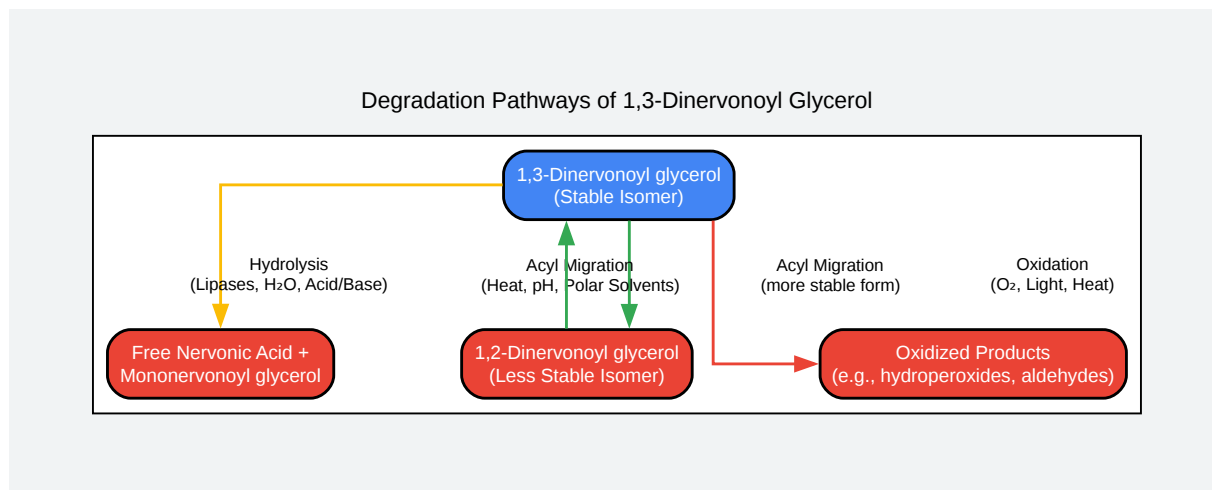 Degradation Pathways of 1,3-Dinervonoyl Glycerol
1,3-Dinervonoyl glycerol
(Stable Isomer)
Hydrolysis
(Lipases, H₂O, Acid/Base)
Acyl Migration
(Heat, pH, Polar Solvents)
Acyl Migration
(more stable form)
Oxidation
(O₂, Light, Heat)
Free Nervonic Acid +
Mononervonoyl glycerol
1,2-Dinervonoyl glycerol
(Less Stable Isomer)
Oxidized Products
(e.g., hydroperoxides, aldehydes)